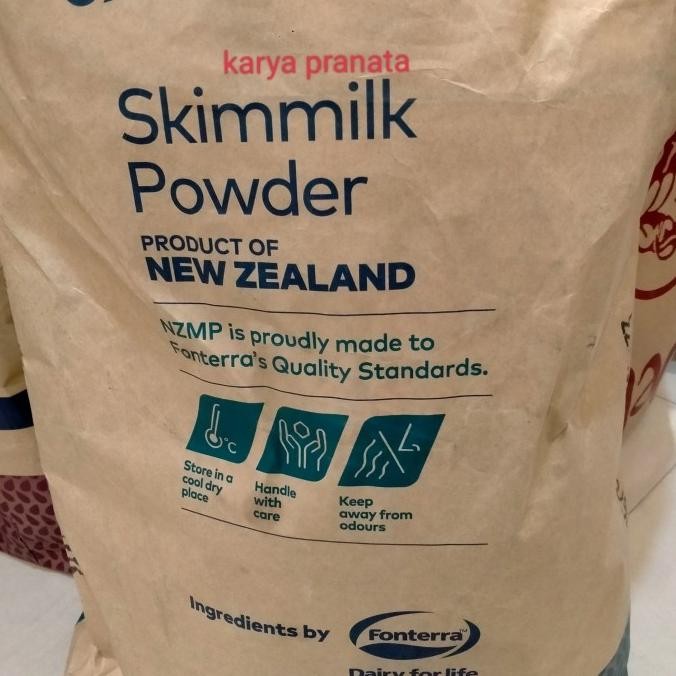 karya pranata
Skimmilk
Powder
PRODUCT OF
NEW ZEALAND
NZMP is proudly made to
Fonterra's Quality Standards.
°C
Store in a
cool dry
place
Handle
with
care
Keep
away from
odours
Ingredients by
Fonterra™
Dairy for life